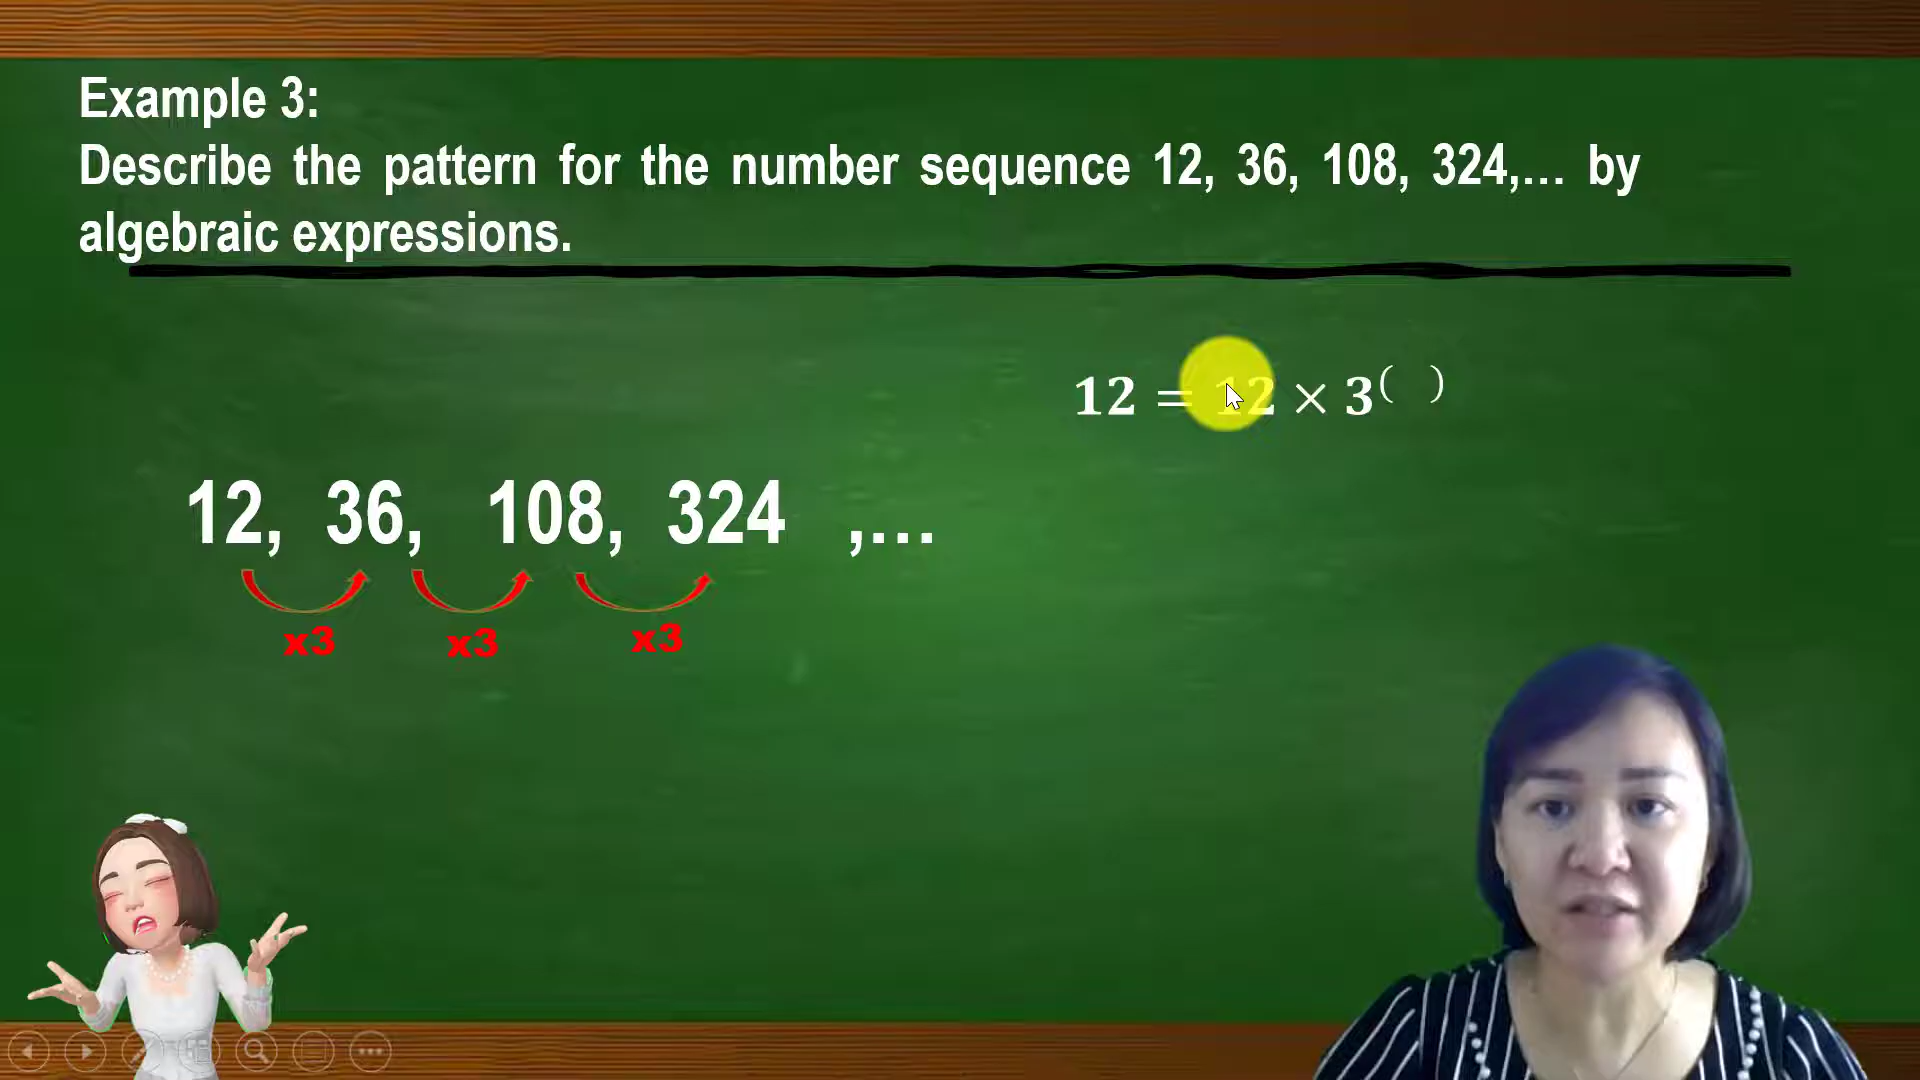 Example 3:
Describe the pattern for the number sequence 12, 36, 108, 324,... by
algebraic expressions.
12 = 12 × 3⁽ ⁾
12, 36, 108, 324 ,...
x3 x3 x3